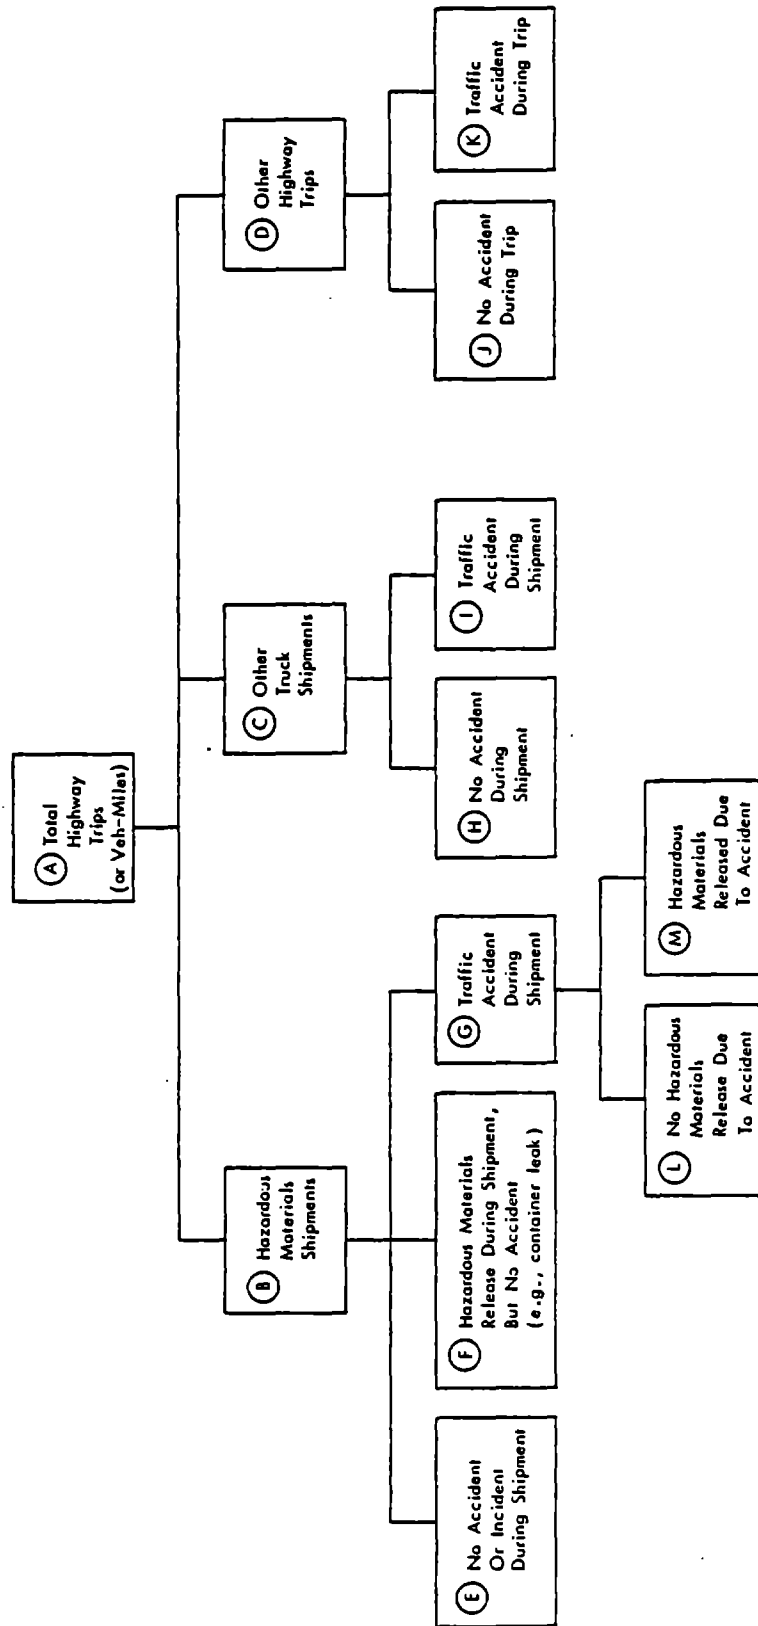 (A) Total
Highway
Trips
(or Veh-Miles)
(B) Hazardous
Materials
Shipments
(C) Other
Truck
Shipments
(D) Other
Highway
Trips
(E) No Accident
Or Incident
During Shipment
(F) Hazardous Materials
Release During Shipment,
But No Accident
(e.g., container leak)
(G) Traffic
Accident
During
Shipment
(H) No Accident
During
Shipment
(I) Traffic
Accident
During
Shipment
(J) No Accident
During Trip
(K) Traffic
Accident
During Trip
(L) No Hazardous
Materials
Release Due
To Accident
(M) Hazardous
Materials
Released Due
To Accident